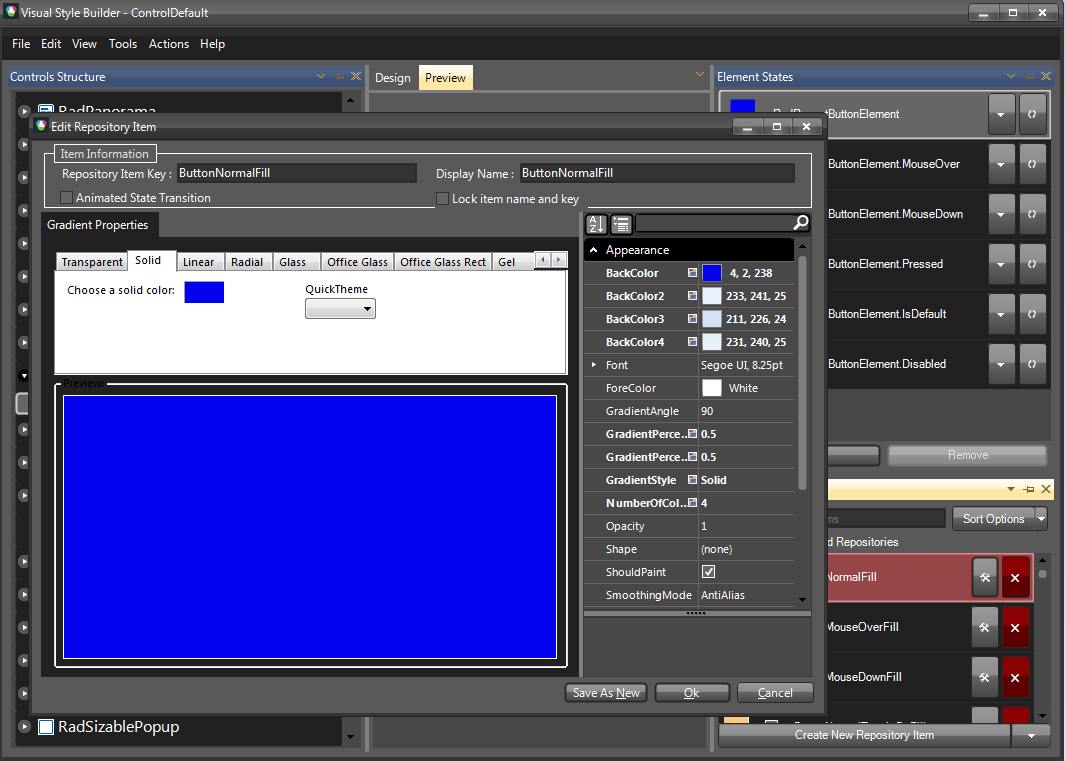 Visual Style Builder - ControlDefault
File Edit View Tools Actions Help
Controls Structure
Design
Preview
Element States
RadPanorama
ButtonElement
ButtonElement.MouseOver
ButtonElement.MouseDown
ButtonElement.Pressed
ButtonElement.IsDefault
ButtonElement.Disabled
Remove
Edit Repository Item
Item Information
Repository Item Key :
ButtonNormalFill
Display Name :
ButtonNormalFill
Animated State Transition
Lock item name and key
Gradient Properties
Transparent Solid Linear Radial Glass Office Glass Office Glass Rect Gel
Choose a solid color:
QuickTheme
Preview:
Appearance
BackColor 4, 2, 238
BackColor2 233, 241, 25
BackColor3 211, 226, 24
BackColor4 231, 240, 25
Font Segoe UI, 8.25pt
ForeColor White
GradientAngle 90
GradientPerce.. 0.5
GradientPerce.. 0.5
GradientStyle Solid
NumberOfCol.. 4
Opacity 1
Shape (none)
ShouldPaint
SmoothingMode AntiAlias
Save As New
Ok
Cancel
Sort Options
d Repositories
NormalFill
MouseOverFill
MouseDownFill
RadSizablePopup
Create New Repository Item